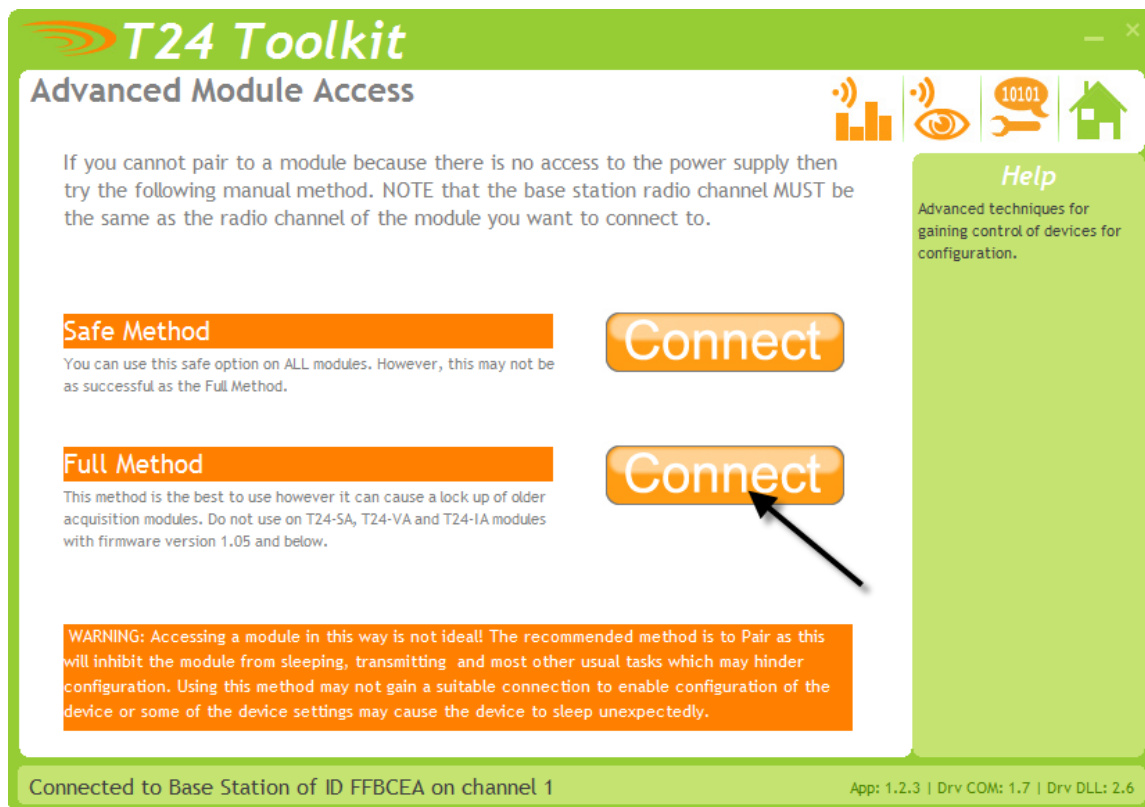 T24 Toolkit
Advanced Module Access
10101
If you cannot pair to a module because there is no access to the power supply then
try the following manual method. NOTE that the base station radio channel MUST be
the same as the radio channel of the module you want to connect to.
Help
Advanced techniques for
gaining control of devices for
configuration.
Safe Method
Connect
You can use this safe option on ALL modules. However, this may not be
as successful as the Full Method.
Full Method
Connect
This method is the best to use however it can cause a lock up of older
acquisition modules. Do not use on T24-SA, T24-VA and T24-IA modules
with firmware version 1.05 and below.
WARNING: Accessing a module in this way is not ideal! The recommended method is to Pair as this
will inhibit the module from sleeping, transmitting and most other usual tasks which may hinder
configuration. Using this method may not gain a suitable connection to enable configuration of the
device or some of the device settings may cause the device to sleep unexpectedly.
Connected to Base Station of ID FFBCEA on channel 1
App: 1.2.3 | Drv COM: 1.7 | Drv DLL: 2.6